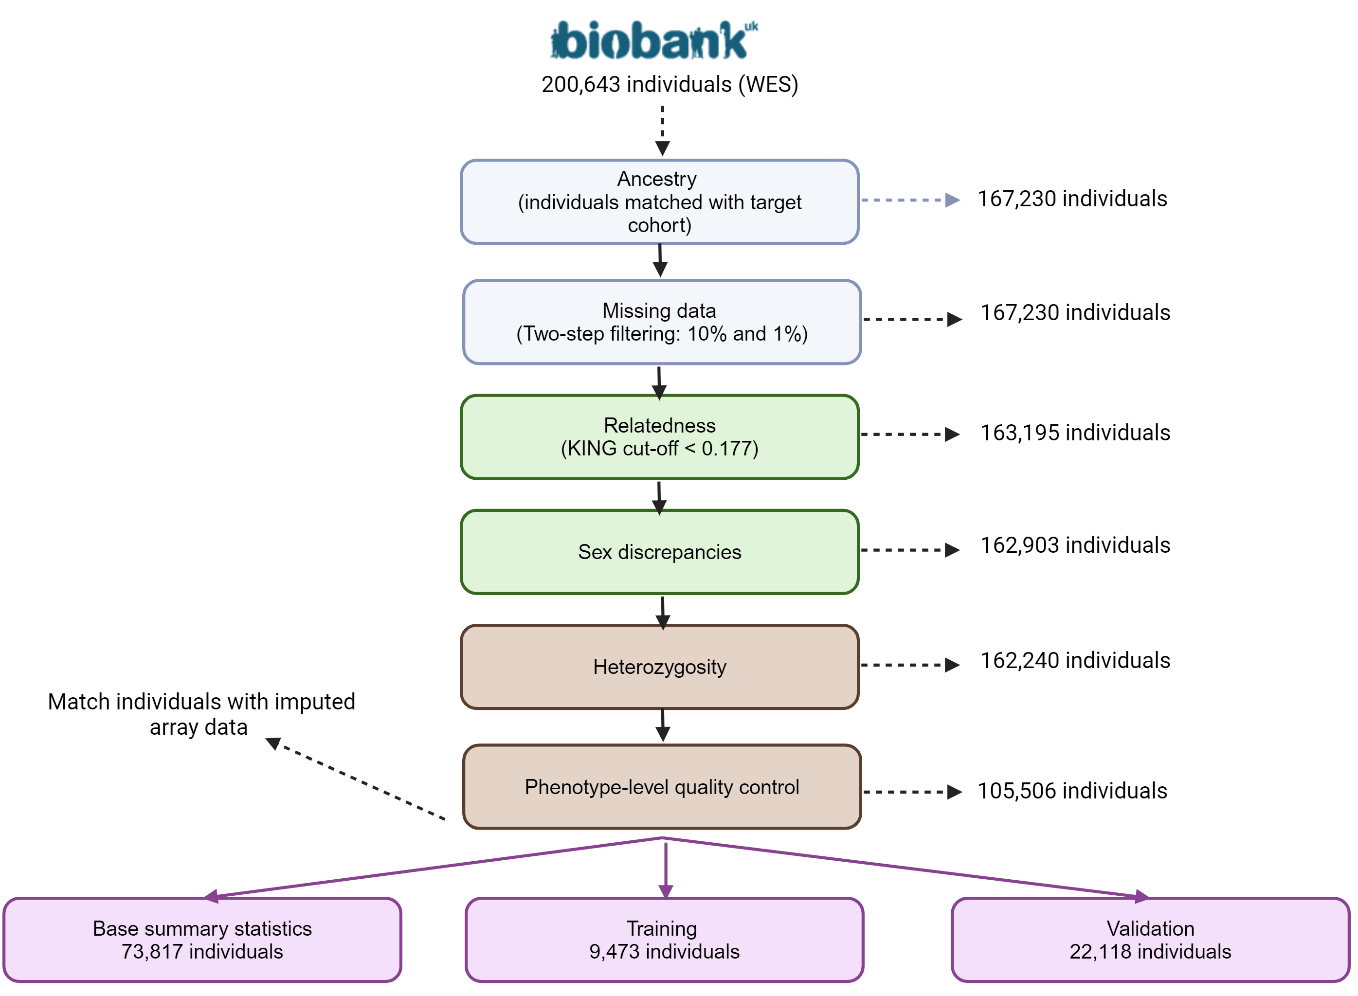 biobank uk
200,643 individuals (WES)
Ancestry
(individuals matched with target
cohort)
167,230 individuals
Missing data
(Two-step filtering: 10% and 1%)
167,230 individuals
Relatedness
(KING cut-off < 0.177)
163,195 individuals
Sex discrepancies
162,903 individuals
Heterozygosity
162,240 individuals
Match individuals with imputed
array data
Phenotype-level quality control
105,506 individuals
Base summary statistics
73,817 individuals
Training
9,473 individuals
Validation
22,118 individuals